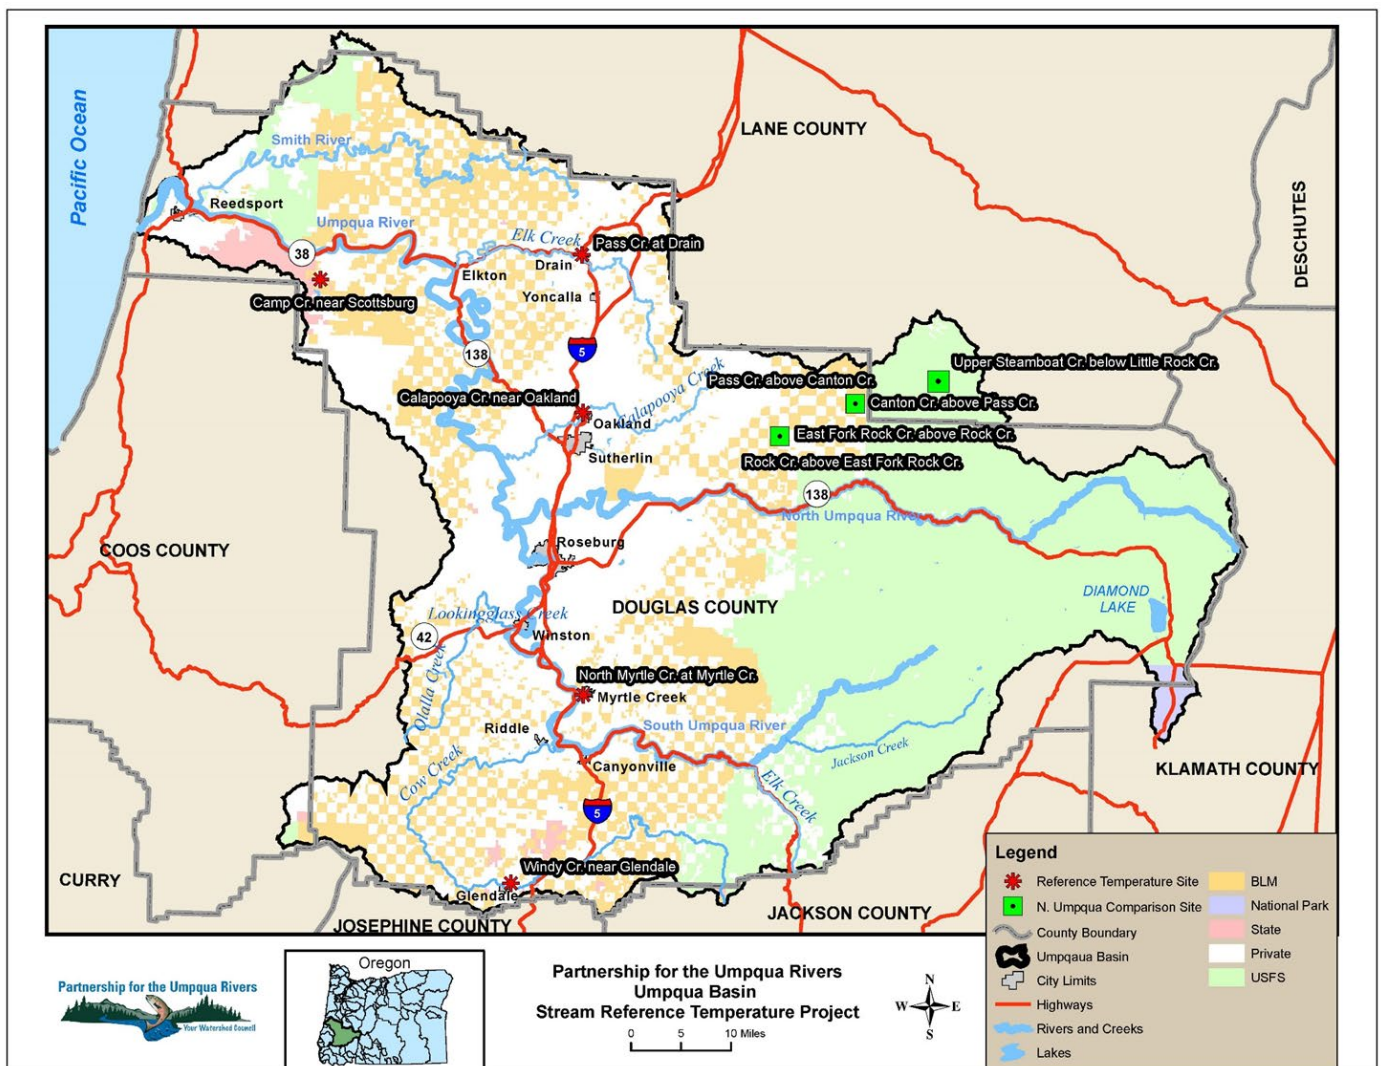 Pacific Ocean
LANE COUNTY
DESCHUTES
Smith River
Reedsport
Umpqua River
Elk Creek
Pass Cr. at Drain
38
Drain
Elkton
Camp Cr. near Scottsburg
Yoncalla
138
5
Upper Steamboat Cr. below Little Rock Cr.
Pass Cr. above Canton Cr.
Calapooya Cr. near Oakland
Calapooya Creek
Canton Cr. above Pass Cr.
Oakland
East Fork Rock Cr. above Rock Cr.
Sutherlin
Rock Cr. above East Fork Rock Cr.
138
North Umpqua River
COOS COUNTY
Roseburg
DIAMOND
LAKE
DOUGLAS COUNTY
Lookingglass Creek
42
Winston
Olalla Creek
North Myrtle Cr. at Myrtle Cr.
Myrtle Creek
Riddle
South Umpqua River
Jackson Creek
Cow Creek
Canyonville
Elk Creek
KLAMATH COUNTY
5
Windy Cr. near Glendale
CURRY
Glendale
JOSEPHINE COUNTY
JACKSON COUNTY
Legend
Reference Temperature Site
N. Umpqua Comparison Site
County Boundary
Umpqaua Basin
City Limits
Highways
Rivers and Creeks
Lakes
BLM
National Park
State
Private
USFS
Partnership for the Umpqua Rivers
Your Watershed Council
Oregon
Partnership for the Umpqua Rivers
Umpqua Basin
Stream Reference Temperature Project
0 5 10 Miles
N
W E
S